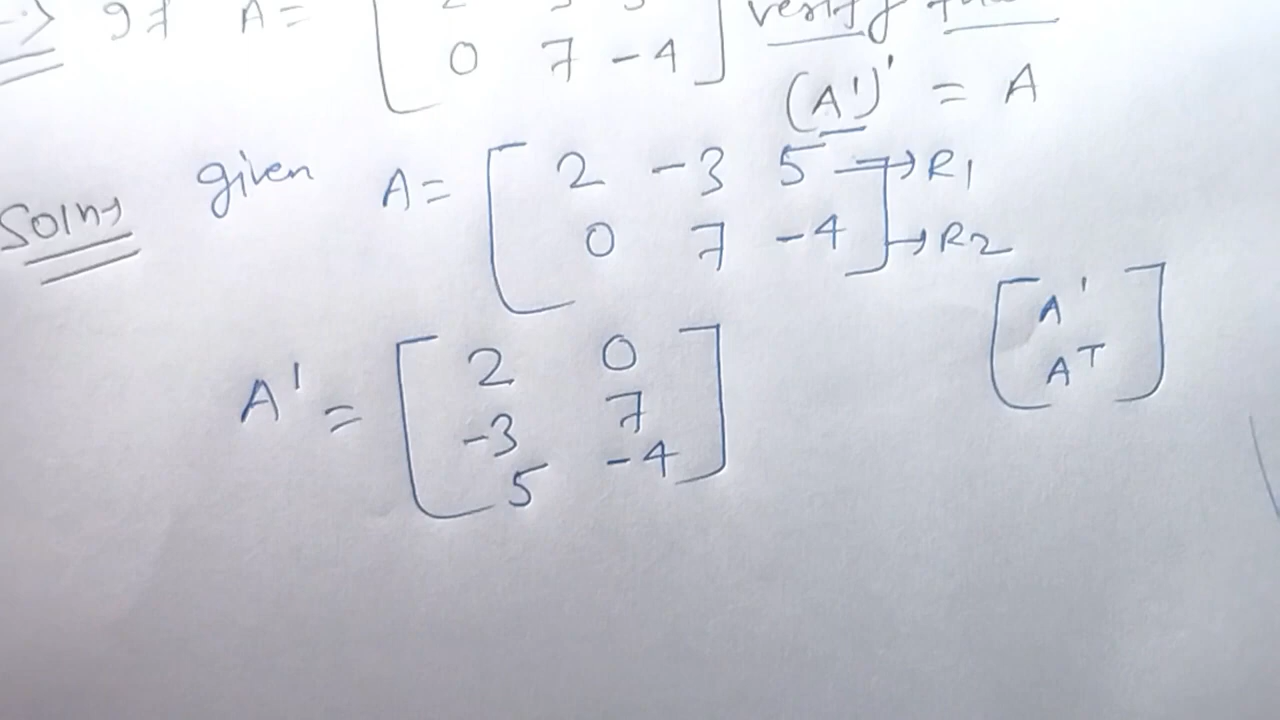 => If A =
0 7 -4 ] verify
(A')' = A
Soln given A = [ 2 -3 5 → R1
0 7 -4 ] → R2
A' = [ 2 0
-3 7
5 -4 ]
[ A'
A^T ]